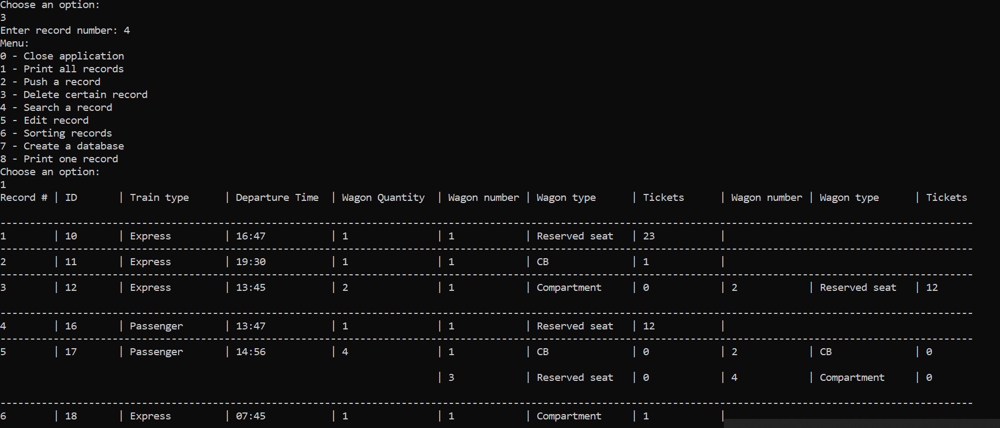 Choose an option:
3
Enter record number: 4
Menu:
0 - Close application
1 - Print all records
2 - Push a record
3 - Delete certain record
4 - Search a record
5 - Edit record
6 - Sorting records
7 - Create a database
8 - Print one record
Choose an option:
1
Record # | ID | Train type | Departure Time | Wagon Quantity | Wagon number | Wagon type | Tickets | Wagon number | Wagon type | Tickets
1 | 10 | Express | 16:47 | 1 | 1 | Reserved seat | 23 |
2 | 11 | Express | 19:30 | 1 | 1 | CB | 1 |
3 | 12 | Express | 13:45 | 2 | 1 | Compartment | 0 | 2 | Reserved seat | 12
4 | 16 | Passenger | 13:47 | 1 | 1 | Reserved seat | 12 |
5 | 17 | Passenger | 14:56 | 4 | 1 | CB | 0 | 2 | CB | 0
| 3 | Reserved seat | 0 | 4 | Compartment | 0
6 | 18 | Express | 07:45 | 1 | 1 | Compartment | 1 |